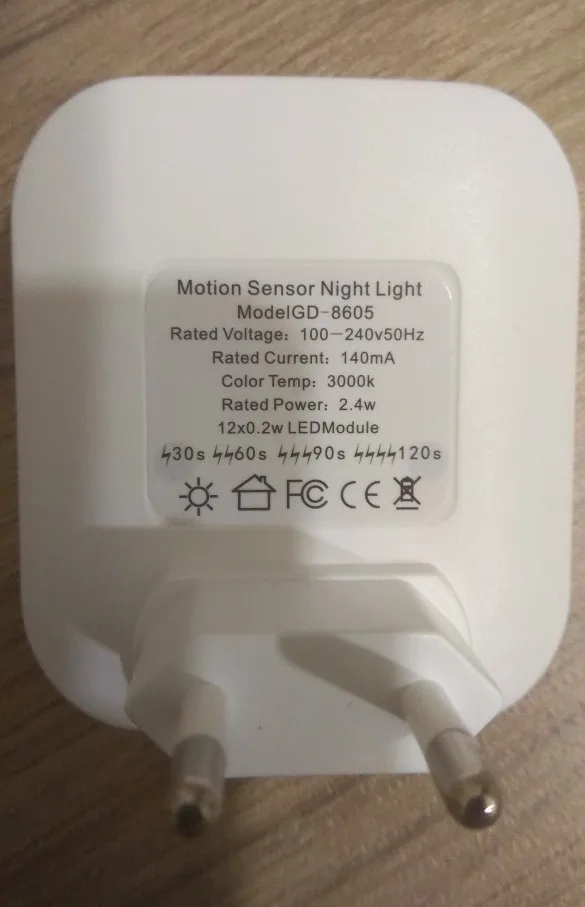 Motion Sensor Night Light
ModelGD-8605
Rated Voltage: 100-240v50Hz
Rated Current: 140mA
Color Temp: 3000k
Rated Power: 2.4w
12x0.2w LEDModule
30s 60s 90s 120s
FC CE